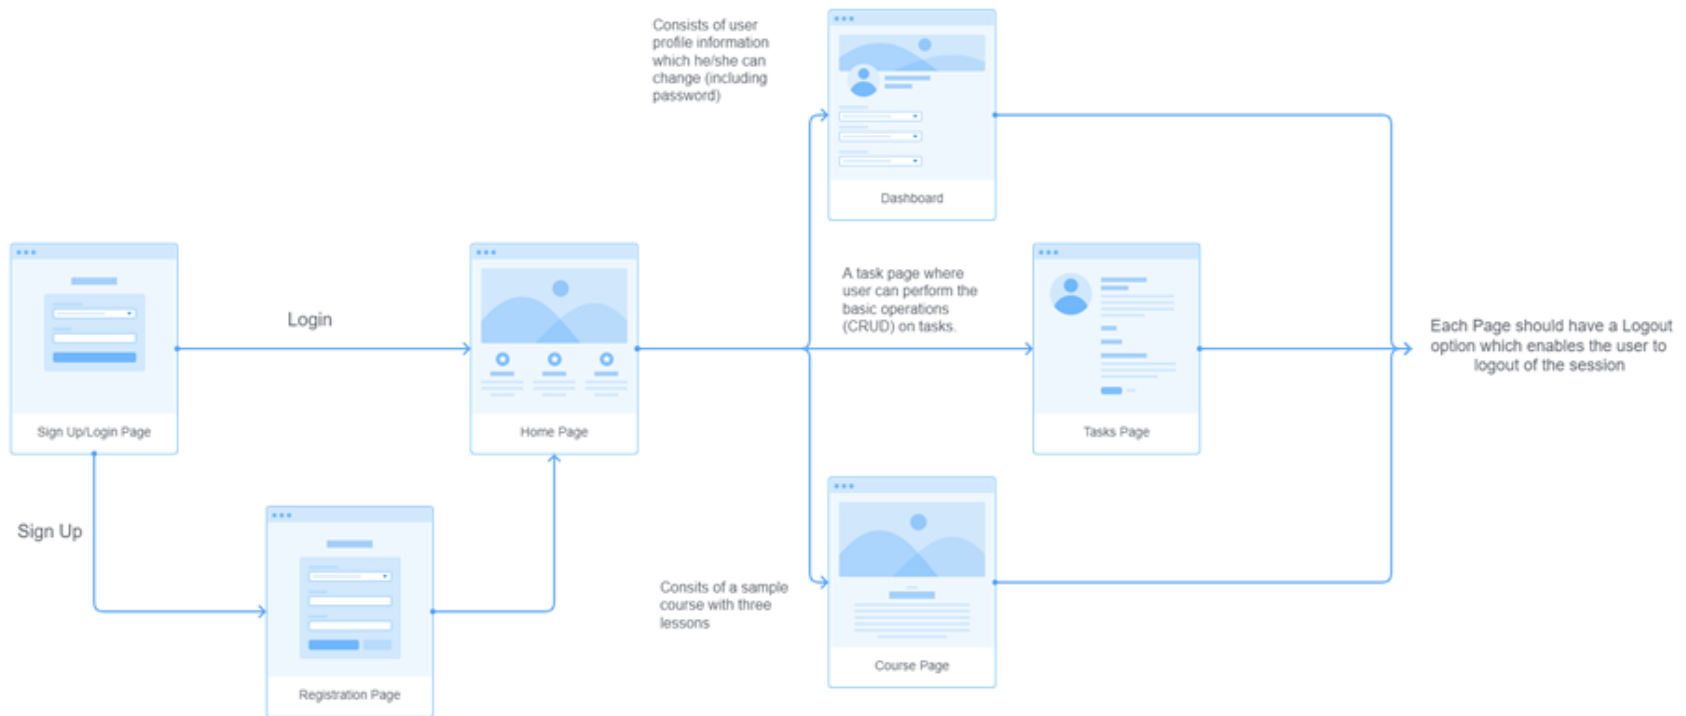 Consists of user
profile information
which he/she can
change (including
password)
Dashboard
Sign Up/Login Page
Login
Home Page
A task page where
user can perform the
basic operations
(CRUD) on tasks.
Tasks Page
Each Page should have a Logout
option which enables the user to
logout of the session
Sign Up
Registration Page
Consits of a sample
course with three
lessons
Course Page